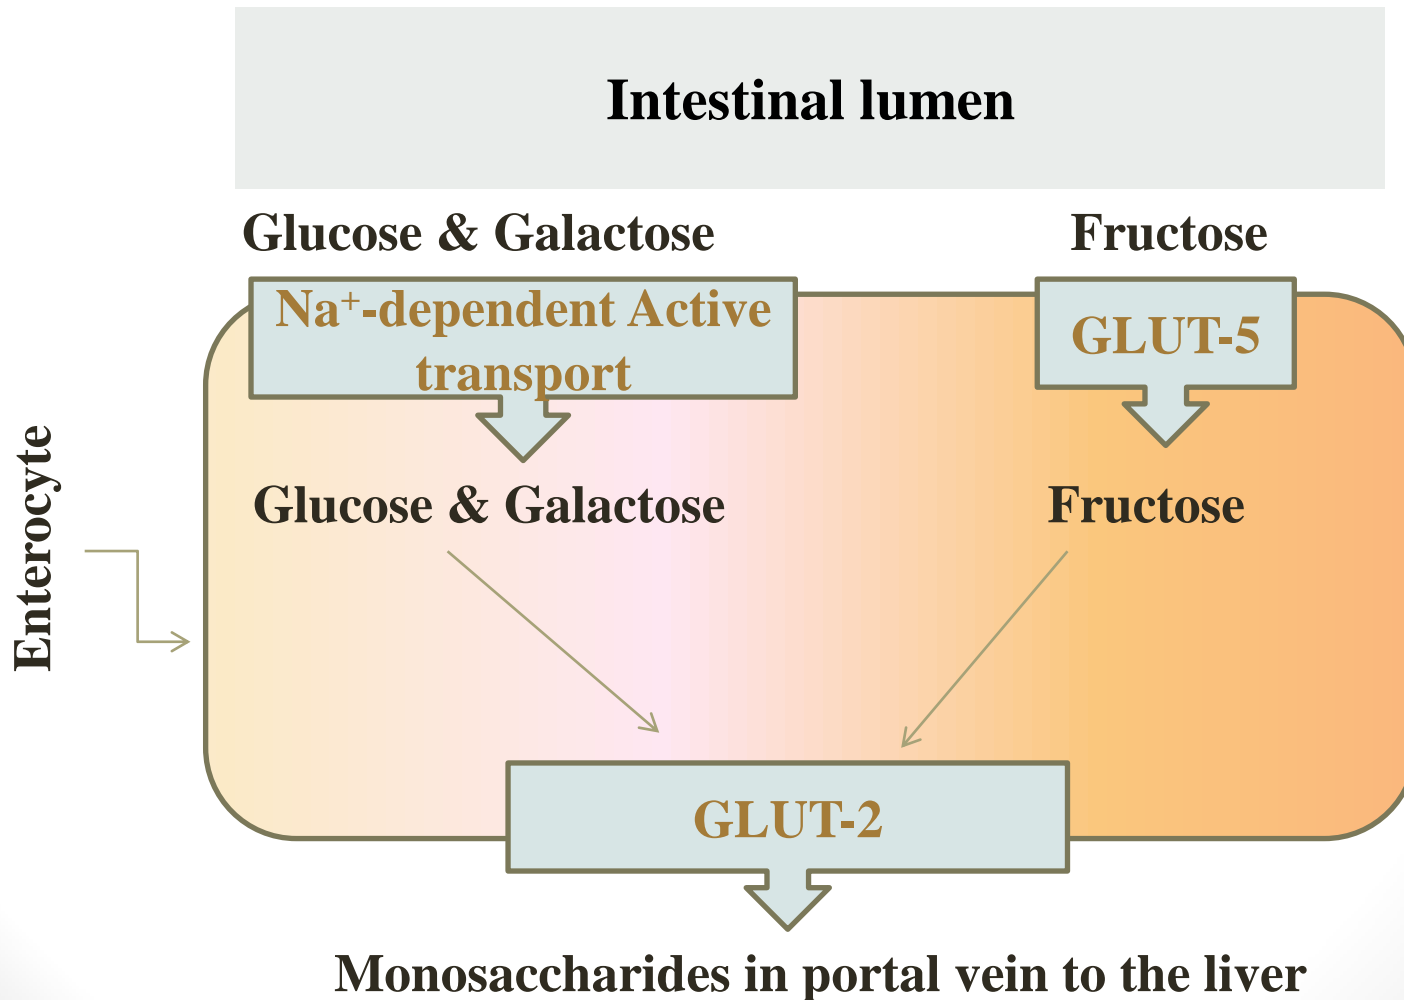 Intestinal lumen
Glucose & Galactose
Fructose
Na⁺-dependent Active
transport
GLUT-5
Glucose & Galactose
Fructose
Enterocyte
GLUT-2
Monosaccharides in portal vein to the liver